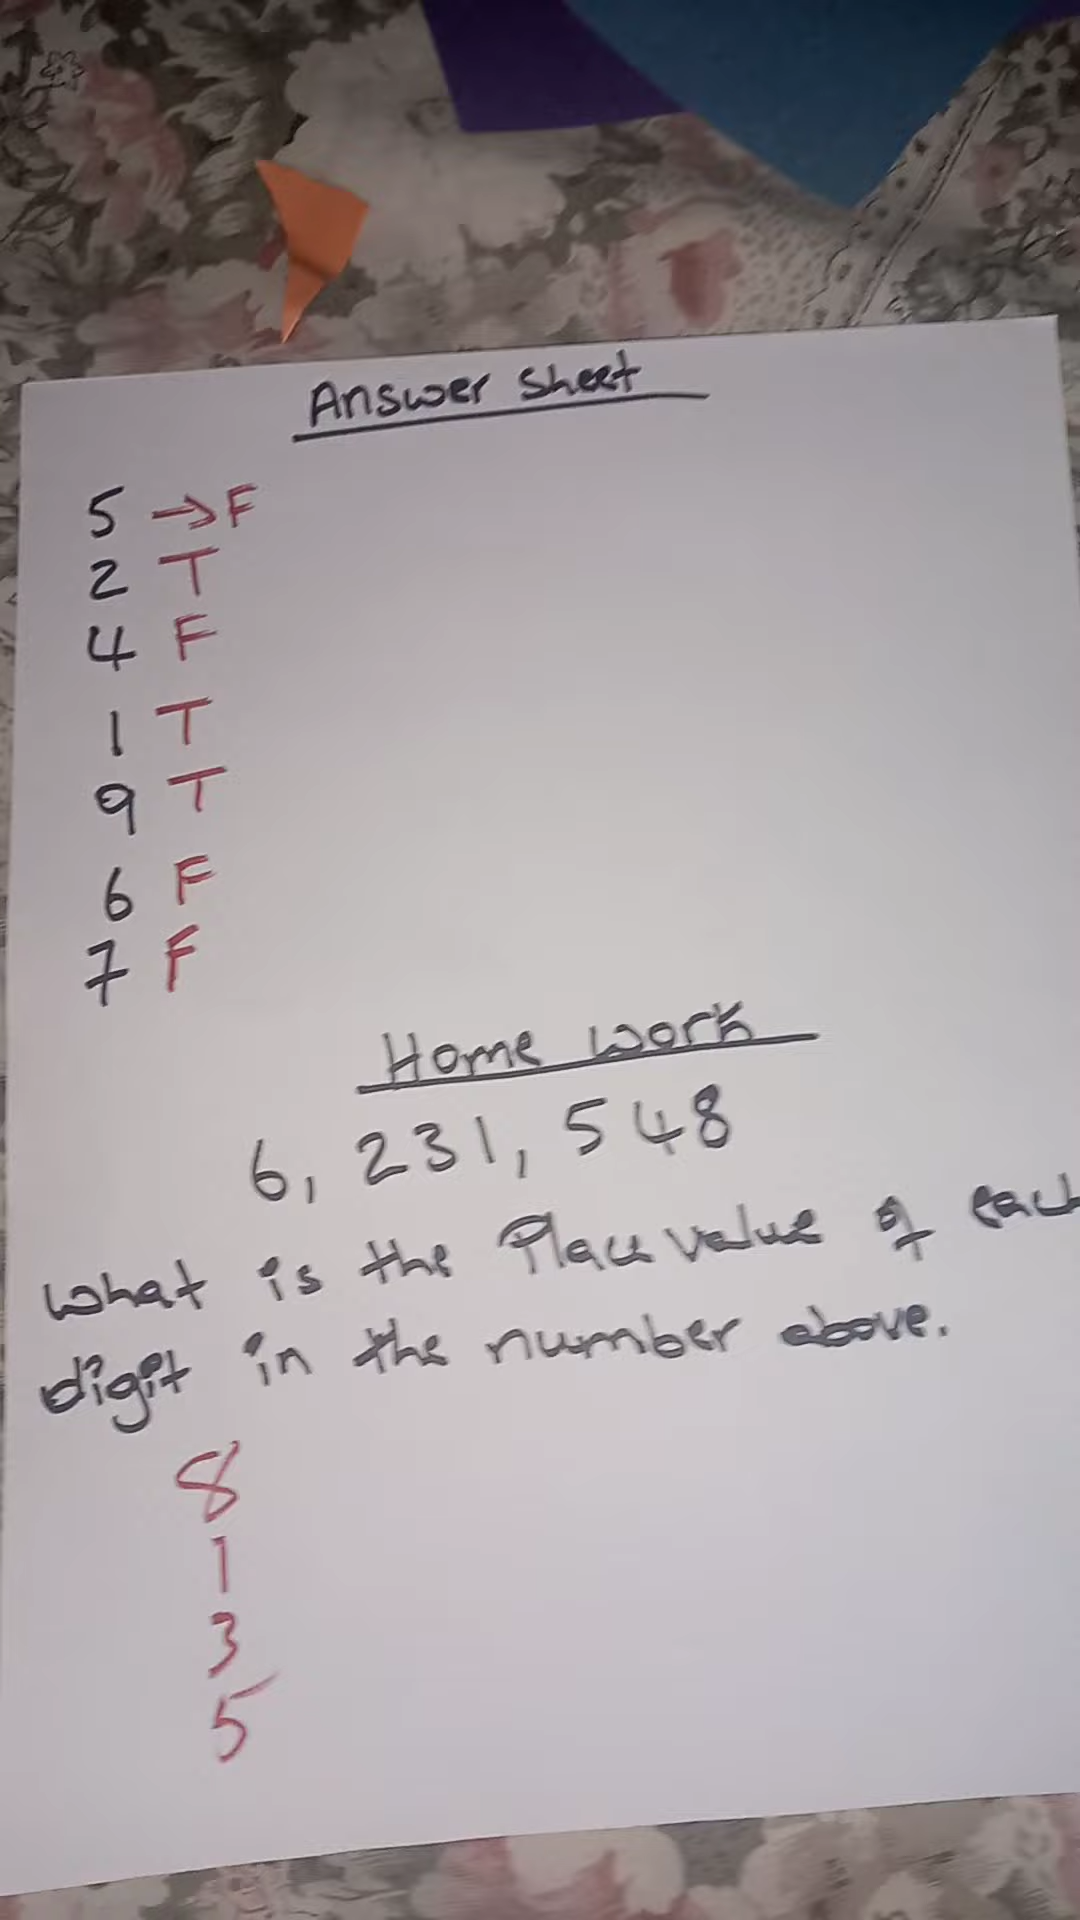 Answer sheet
5 → F
2 T
4 F
1 T
9 T
6 F
7 F
Home work
6, 231, 548
What is the Place value of each
digit in the number above.
8
1
3
5